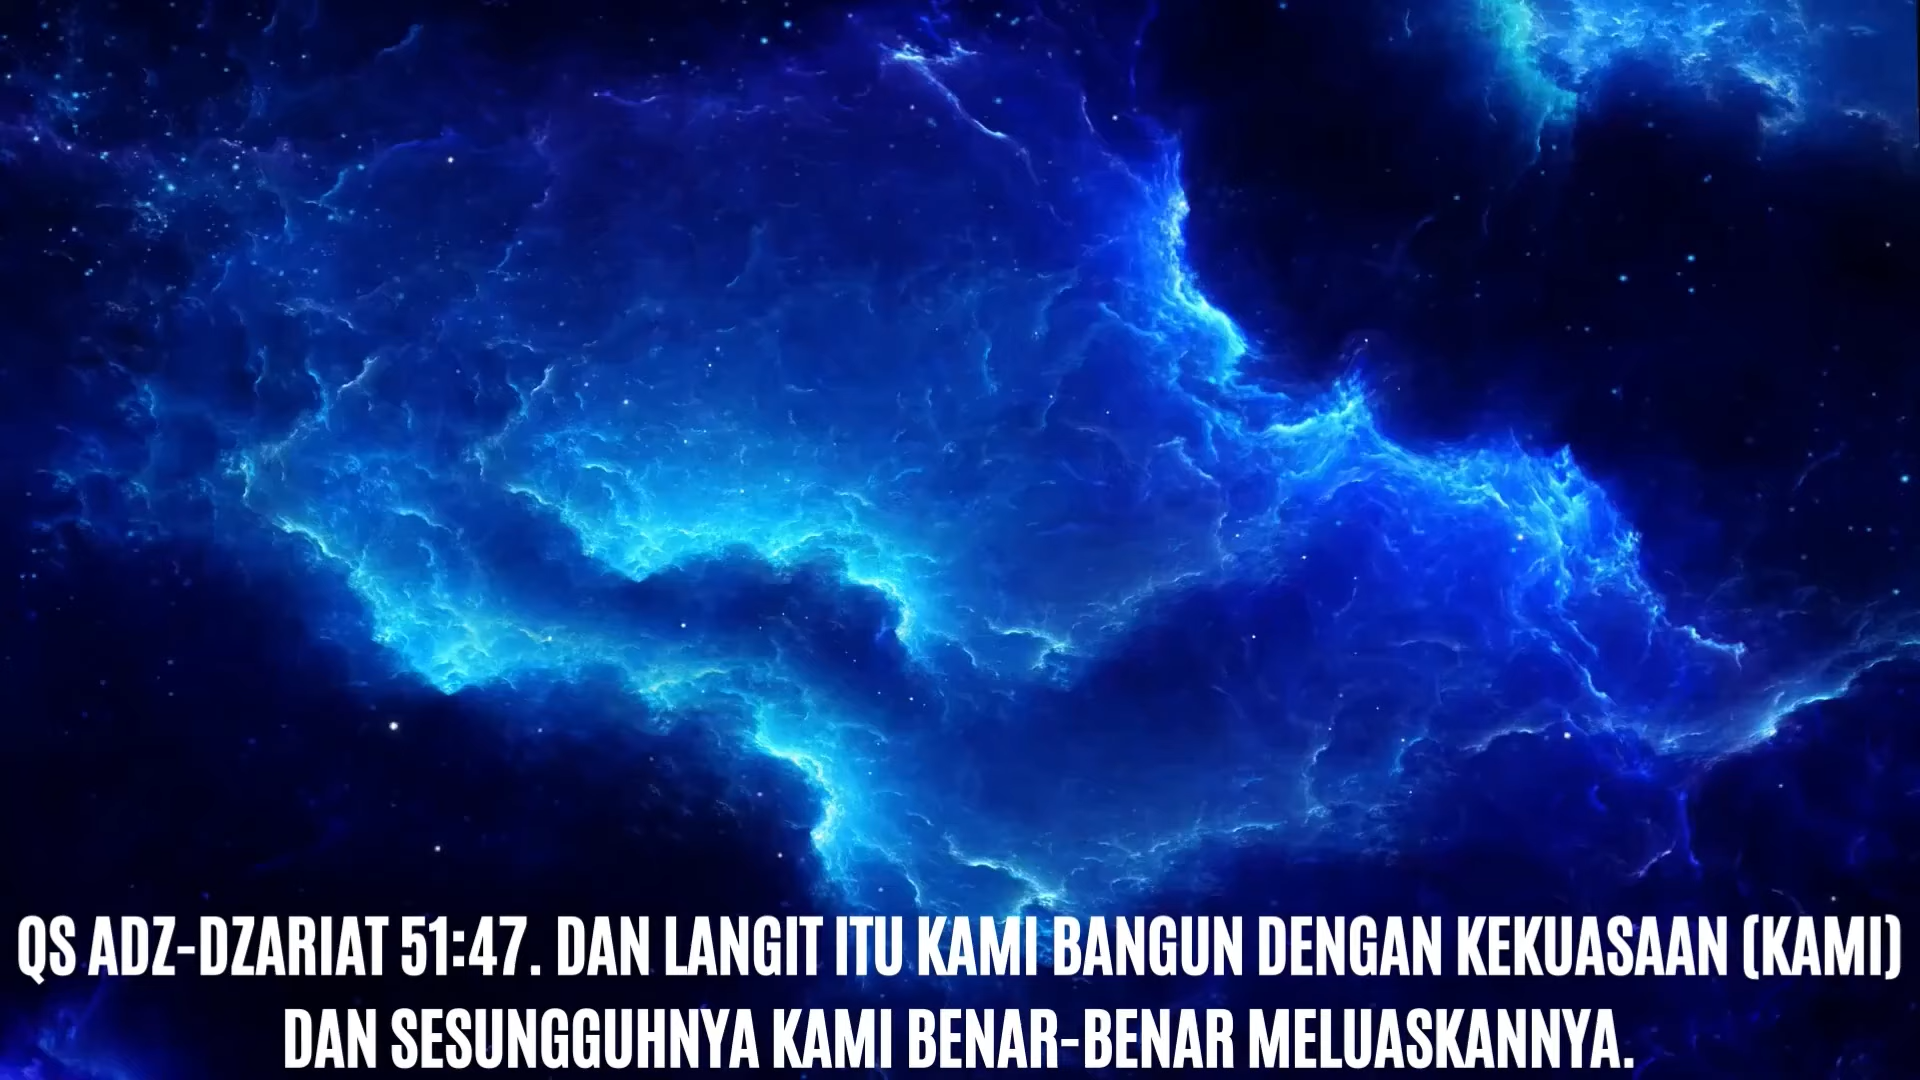 QS ADZ-DZARIAT 51:47. DAN LANGIT ITU KAMI BANGUN DENGAN KEKUASAAN (KAMI)
DAN SESUNGGUHNYA KAMI BENAR-BENAR MELUASKANNYA.